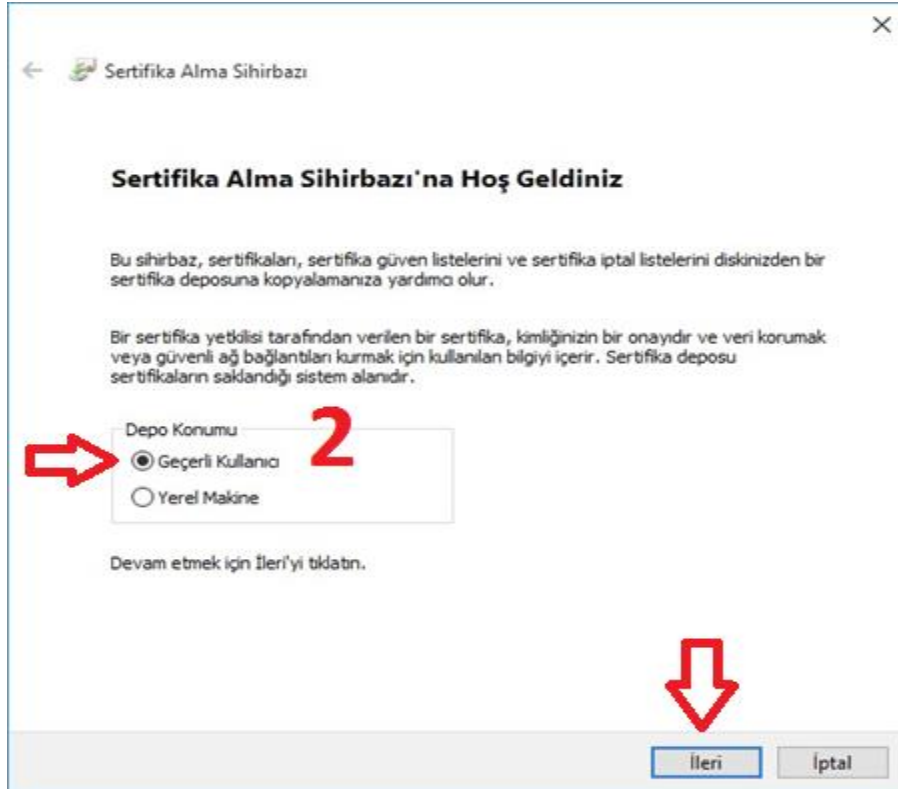 Sertifika Alma Sihirbazı
Sertifika Alma Sihirbazı'na Hoş Geldiniz
Bu sihirbaz, sertifikaları, sertifika güven listelerini ve sertifika iptal listelerini diskinizden bir
sertifika deposuna kopyalamanıza yardımcı olur.
Bir sertifika yetkilisi tarafından verilen bir sertifika, kimliğinizin bir onayıdır ve veri korumak
veya güvenli ağ bağlantıları kurmak için kullanılan bilgiyi içerir. Sertifika deposu
sertifikaların saklandığı sistem alanıdır.
Depo Konumu
2
Geçerli Kullanıcı
Yerel Makine
Devam etmek için İleri'yi tıklatın.
İleri
İptal